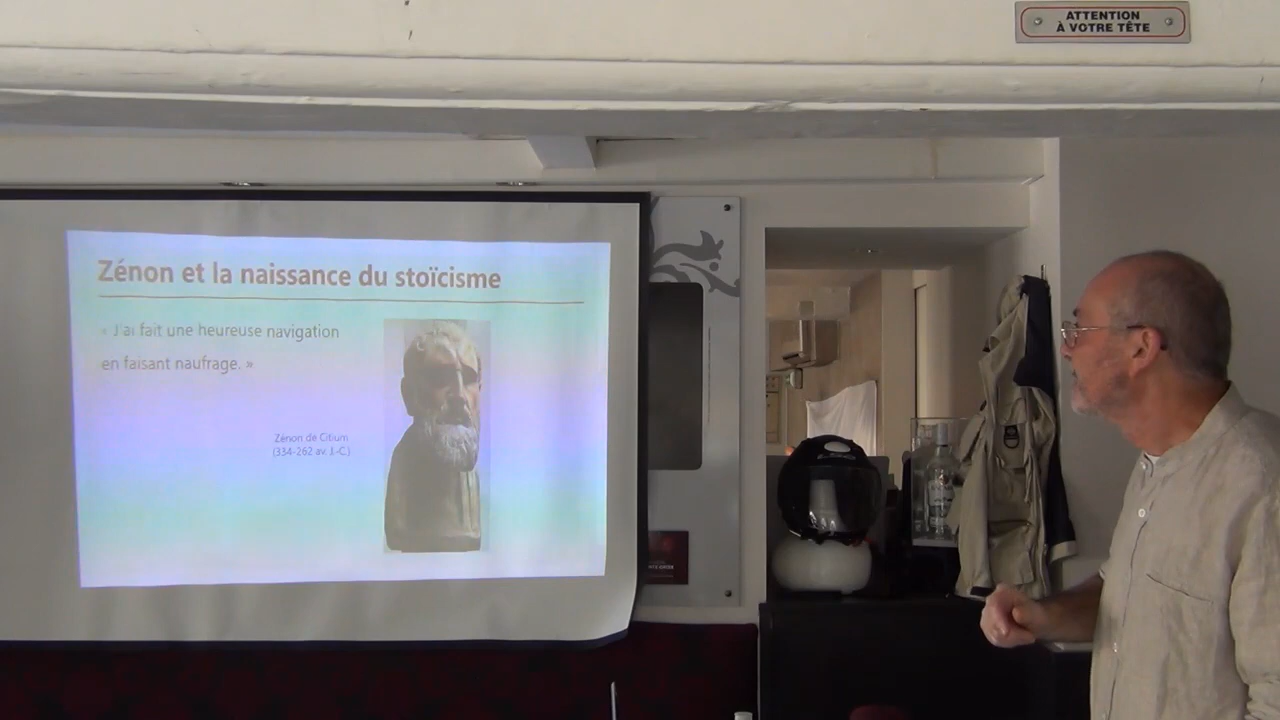 ATTENTION
À VOTRE TÊTE
Zénon et la naissance du stoïcisme
« J'ai fait une heureuse navigation
en faisant naufrage. »
Zénon de Citium
(334-262 av. J.-C.)